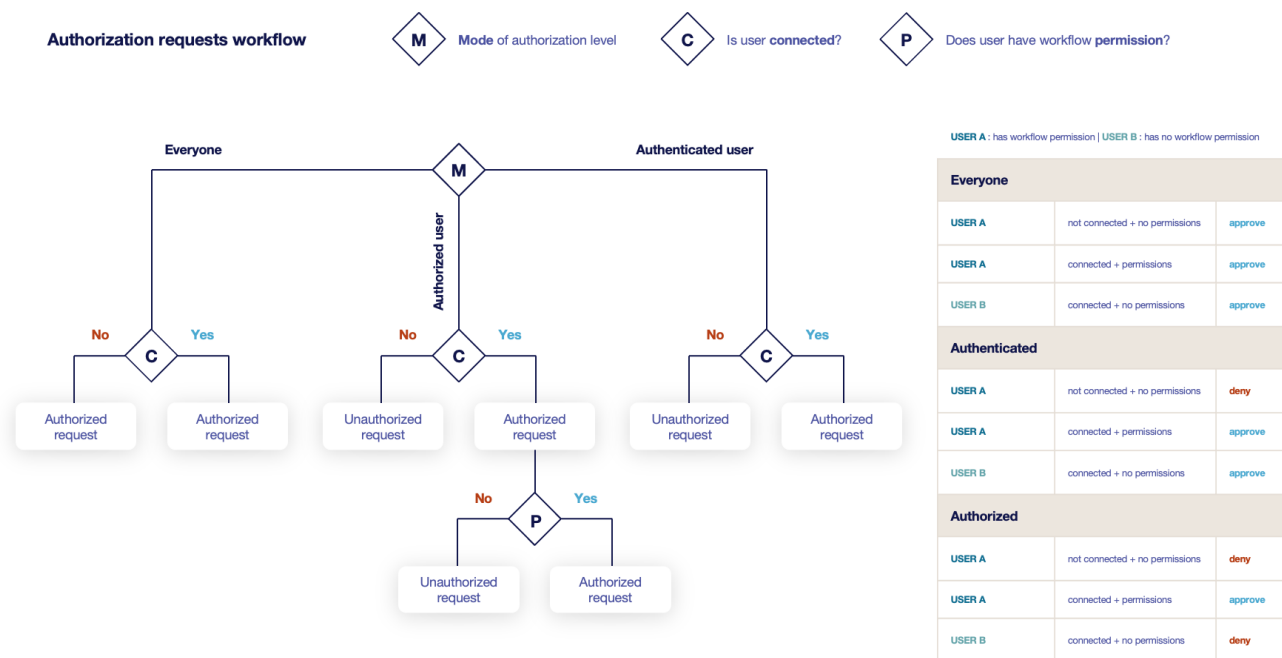 Authorization requests workflow
M
Mode of authorization level
C
Is user connected?
P
Does user have workflow permission?
USER A : has workflow permission | USER B : has no workflow permission
Everyone
M
Authenticated user
Authorized user
No
C
Yes
Authorized
request
Authorized
request
No
C
Yes
Unauthorized
request
Authorized
request
No
P
Yes
Unauthorized
request
Authorized
request
No
C
Yes
Unauthorized
request
Authorized
request
Everyone
USER A not connected + no permissions approve
USER A connected + permissions approve
USER B connected + no permissions approve
Authenticated
USER A not connected + no permissions deny
USER A connected + permissions approve
USER B connected + no permissions approve
Authorized
USER A not connected + no permissions deny
USER A connected + permissions approve
USER B connected + no permissions deny